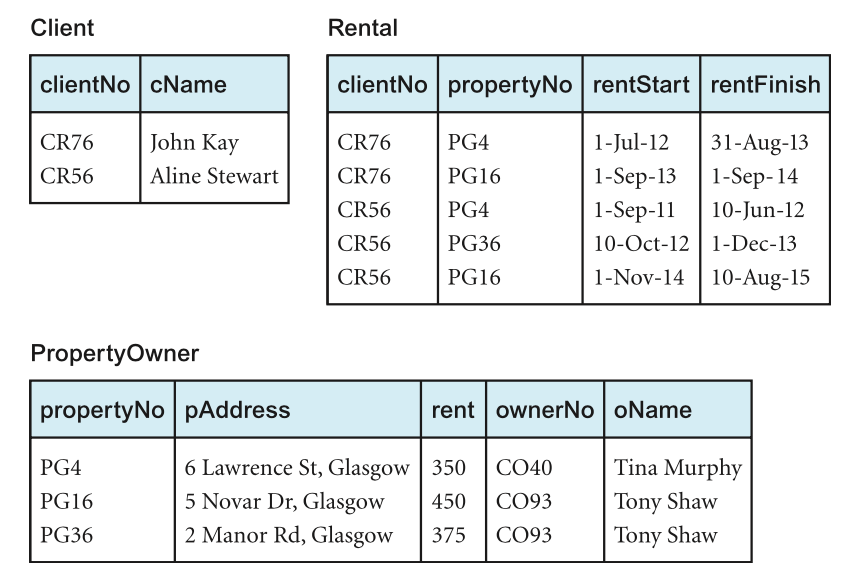 Client
clientNo cName
CR76 John Kay
CR56 Aline Stewart
Rental
clientNo propertyNo rentStart rentFinish
CR76 PG4 1-Jul-12 31-Aug-13
CR76 PG16 1-Sep-13 1-Sep-14
CR56 PG4 1-Sep-11 10-Jun-12
CR56 PG36 10-Oct-12 1-Dec-13
CR56 PG16 1-Nov-14 10-Aug-15
PropertyOwner
propertyNo pAddress rent ownerNo oName
PG4 6 Lawrence St, Glasgow 350 CO40 Tina Murphy
PG16 5 Novar Dr, Glasgow 450 CO93 Tony Shaw
PG36 2 Manor Rd, Glasgow 375 CO93 Tony Shaw